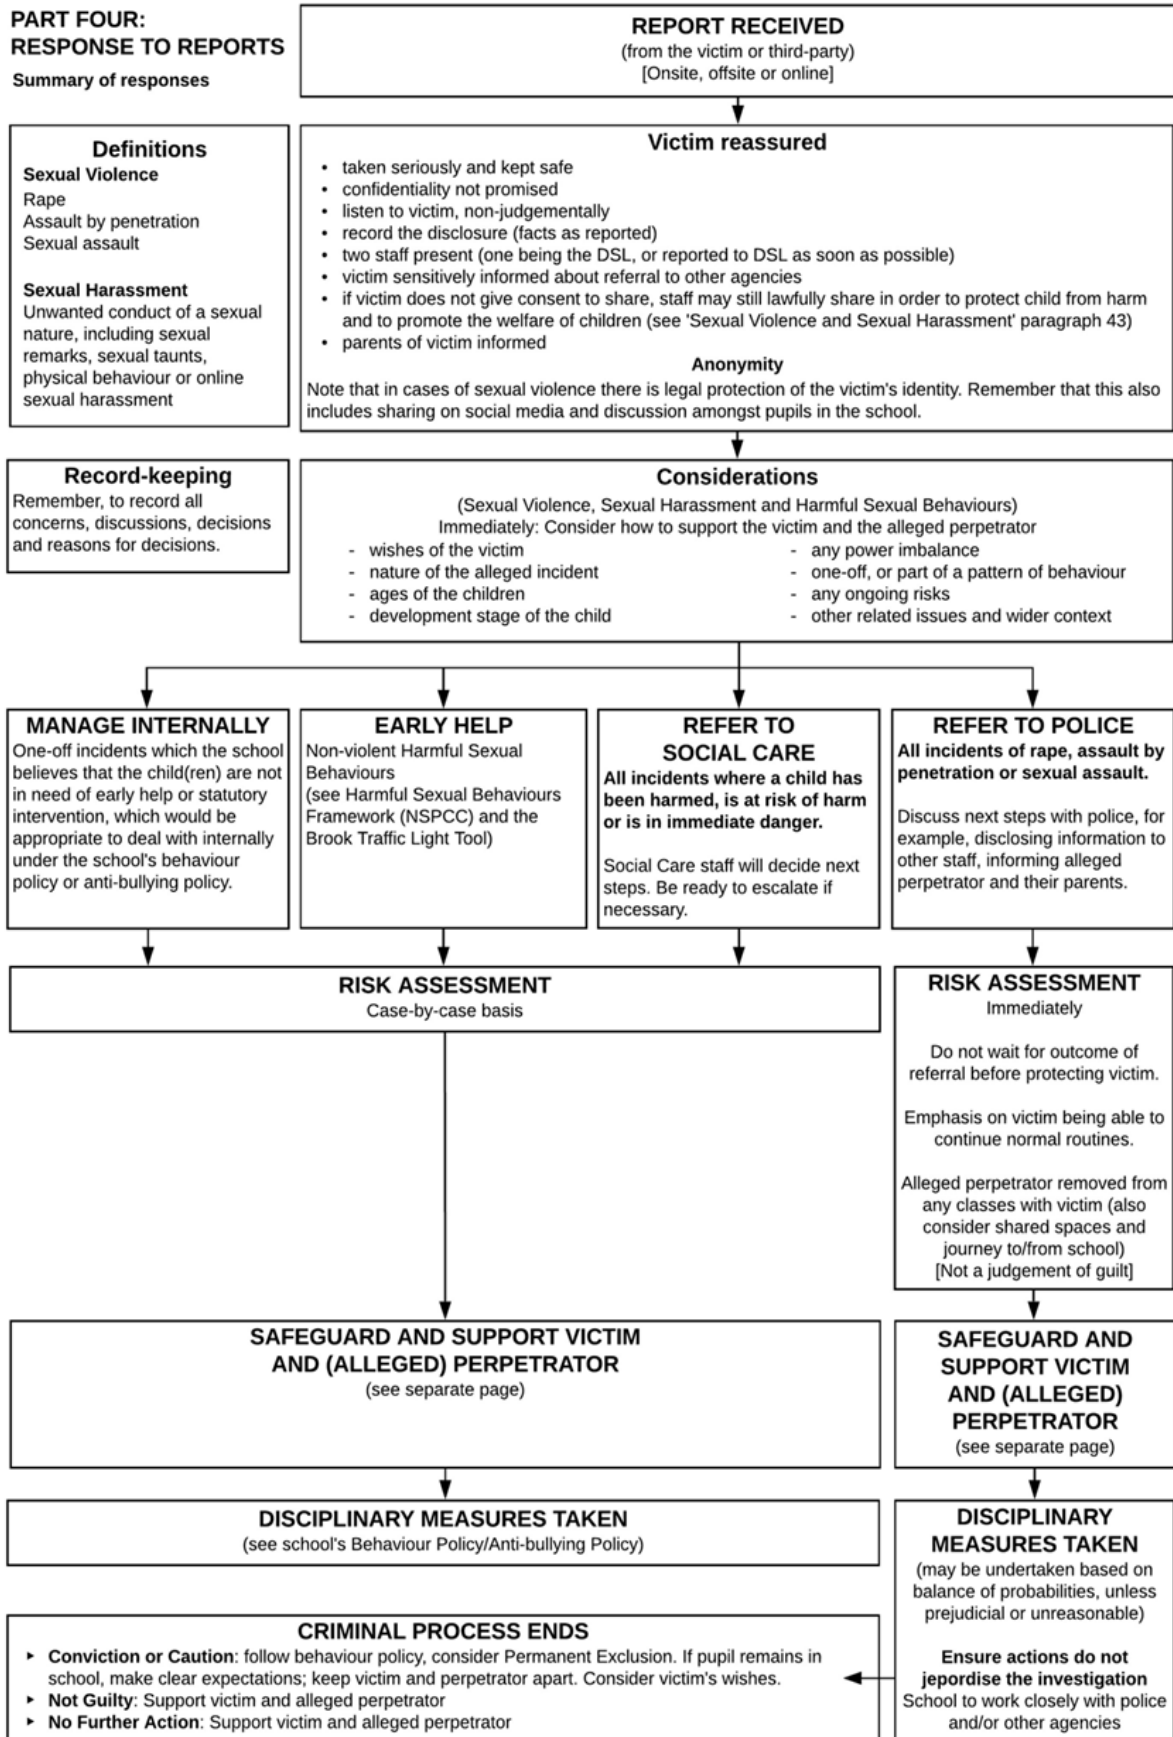 PART FOUR:
RESPONSE TO REPORTS
Summary of responses
REPORT RECEIVED
(from the victim or third-party)
[Onsite, offsite or online]
Definitions
Sexual Violence
Rape
Assault by penetration
Sexual assault
Sexual Harassment
Unwanted conduct of a sexual
nature, including sexual
remarks, sexual taunts,
physical behaviour or online
sexual harassment
Victim reassured
• taken seriously and kept safe
• confidentiality not promised
• listen to victim, non-judgementally
• record the disclosure (facts as reported)
• two staff present (one being the DSL, or reported to DSL as soon as possible)
• victim sensitively informed about referral to other agencies
• if victim does not give consent to share, staff may still lawfully share in order to protect child from harm
and to promote the welfare of children (see 'Sexual Violence and Sexual Harassment' paragraph 43)
• parents of victim informed
Anonymity
Note that in cases of sexual violence there is legal protection of the victim's identity. Remember that this also
includes sharing on social media and discussion amongst pupils in the school.
Record-keeping
Remember, to record all
concerns, discussions, decisions
and reasons for decisions.
Considerations
(Sexual Violence, Sexual Harassment and Harmful Sexual Behaviours)
Immediately: Consider how to support the victim and the alleged perpetrator
- wishes of the victim
- nature of the alleged incident
- ages of the children
- development stage of the child
- any power imbalance
- one-off, or part of a pattern of behaviour
- any ongoing risks
- other related issues and wider context
MANAGE INTERNALLY
One-off incidents which the school
believes that the child(ren) are not
in need of early help or statutory
intervention, which would be
appropriate to deal with internally
under the school's behaviour
policy or anti-bullying policy.
EARLY HELP
Non-violent Harmful Sexual
Behaviours
(see Harmful Sexual Behaviours
Framework (NSPCC) and the
Brook Traffic Light Tool)
REFER TO
SOCIAL CARE
All incidents where a child has
been harmed, is at risk of harm
or is in immediate danger.
Social Care staff will decide next
steps. Be ready to escalate if
necessary.
REFER TO POLICE
All incidents of rape, assault by
penetration or sexual assault.
Discuss next steps with police, for
example, disclosing information to
other staff, informing alleged
perpetrator and their parents.
RISK ASSESSMENT
Case-by-case basis
RISK ASSESSMENT
Immediately
Do not wait for outcome of
referral before protecting victim.
Emphasis on victim being able to
continue normal routines.
Alleged perpetrator removed from
any classes with victim (also
consider shared spaces and
journey to/from school)
[Not a judgement of guilt]
SAFEGUARD AND SUPPORT VICTIM
AND (ALLEGED) PERPETRATOR
(see separate page)
SAFEGUARD AND
SUPPORT VICTIM
AND (ALLEGED)
PERPETRATOR
(see separate page)
DISCIPLINARY MEASURES TAKEN
(see school's Behaviour Policy/Anti-bullying Policy)
DISCIPLINARY
MEASURES TAKEN
(may be undertaken based on
balance of probabilities, unless
prejudicial or unreasonable)
Ensure actions do not
jepordise the investigation
School to work closely with police
and/or other agencies
CRIMINAL PROCESS ENDS
‣ Conviction or Caution: follow behaviour policy, consider Permanent Exclusion. If pupil remains in
school, make clear expectations; keep victim and perpetrator apart. Consider victim's wishes.
‣ Not Guilty: Support victim and alleged perpetrator
‣ No Further Action: Support victim and alleged perpetrator